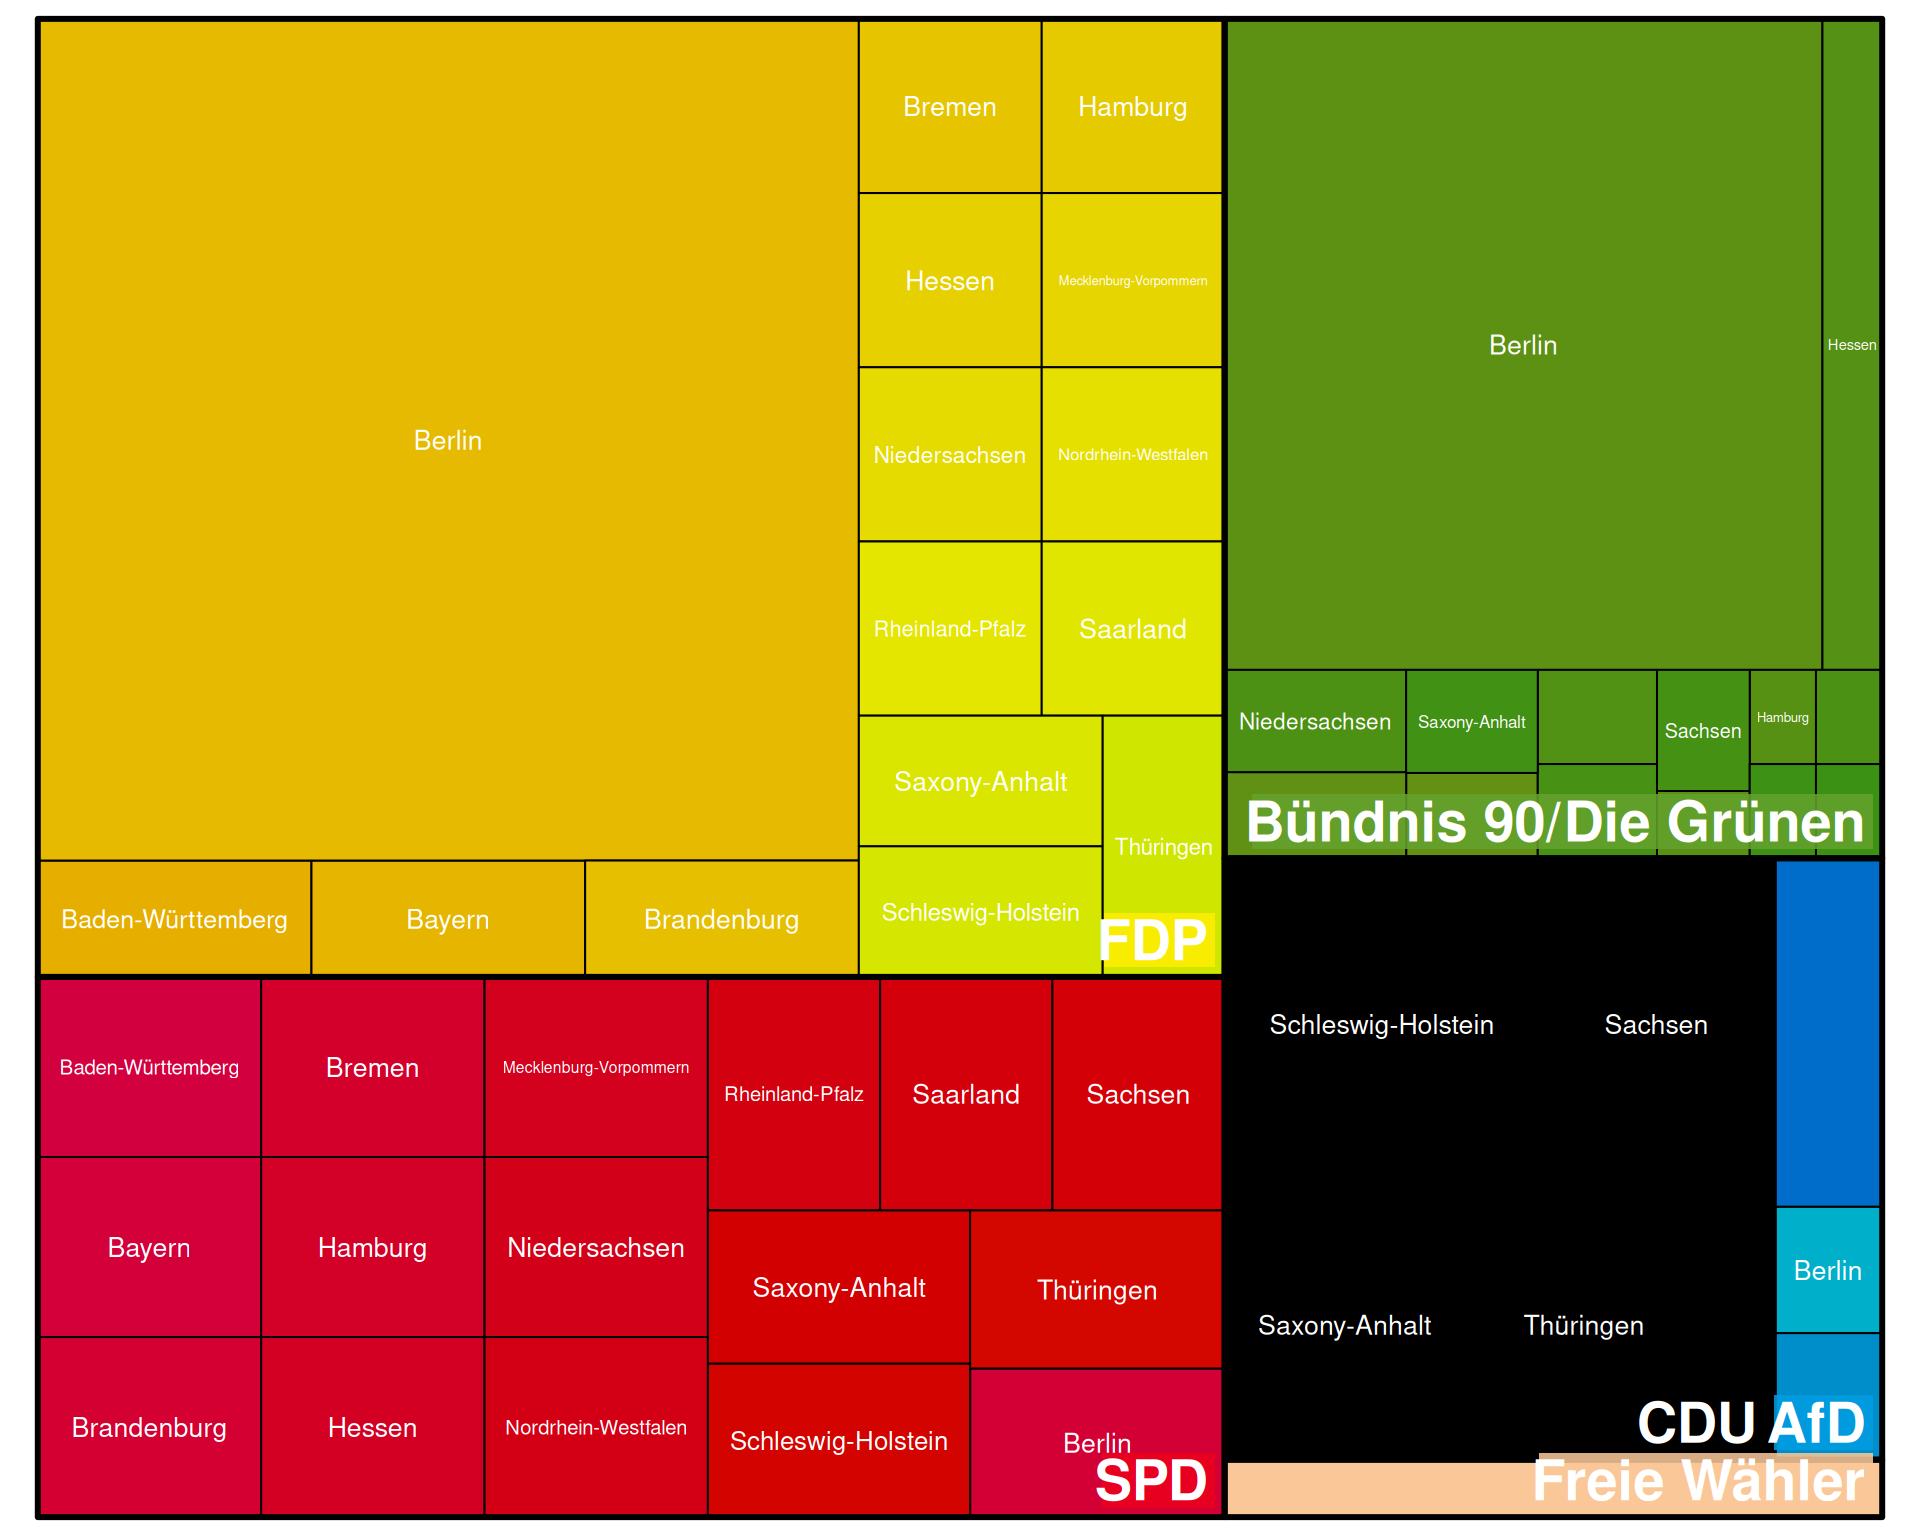 Berlin
Bremen
Hamburg
Hessen
Mecklenburg-Vorpommern
Niedersachsen
Nordrhein-Westfalen
Rheinland-Pfalz
Saarland
Saxony-Anhalt
Thüringen
Schleswig-Holstein
Baden-Württemberg
Bayern
Brandenburg
FDP
Berlin
Hessen
Niedersachsen
Saxony-Anhalt
Sachsen
Hamburg
Bündnis 90/Die Grünen
Baden-Württemberg
Bremen
Mecklenburg-Vorpommern
Rheinland-Pfalz
Saarland
Sachsen
Bayern
Hamburg
Niedersachsen
Saxony-Anhalt
Thüringen
Brandenburg
Hessen
Nordrhein-Westfalen
Schleswig-Holstein
Berlin
SPD
Schleswig-Holstein
Sachsen
Saxony-Anhalt
Thüringen
CDU
Berlin
AfD
Freie Wähler